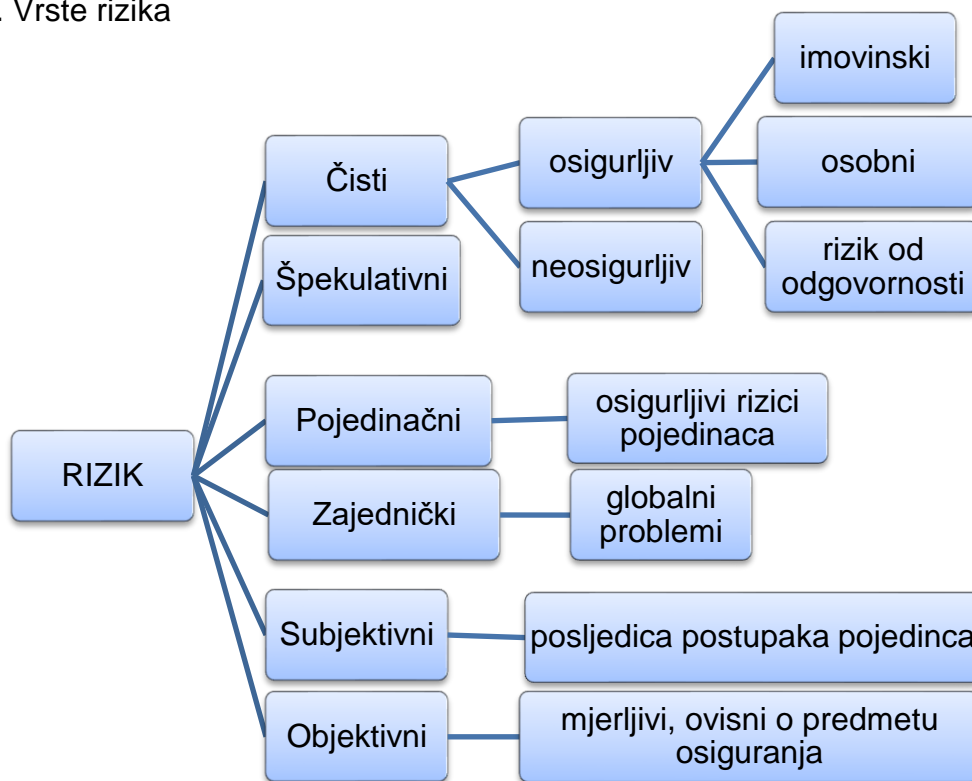 . Vrste rizika
imovinski
Čisti
osigurljiv
osobni
Špekulativni
neosigurljiv
rizik od
odgovornosti
RIZIK
Pojedinačni
osigurljivi rizici
pojedinaca
Zajednički
globalni
problemi
Subjektivni
posljedica postupaka pojedinca
Objektivni
mjerljivi, ovisni o predmetu
osiguranja